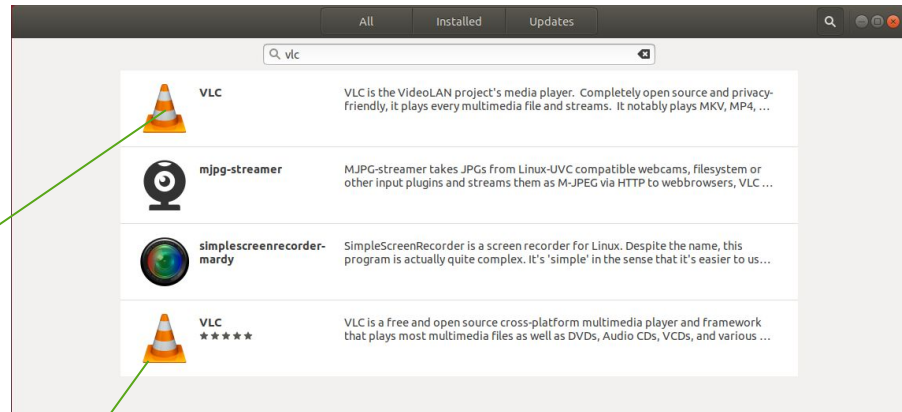 All Installed Updates
vlc
VLC
VLC is the VideoLAN project's media player. Completely open source and privacy-
friendly, it plays every multimedia file and streams. It notably plays MKV, MP4, ...
mjpg-streamer
MJPG-streamer takes JPGs from Linux-UVC compatible webcams, filesystem or
other input plugins and streams them as M-JPEG via HTTP to webbrowsers, VLC ...
simplescreenrecorder-
mardy
SimpleScreenRecorder is a screen recorder for Linux. Despite the name, this
program is actually quite complex. It's 'simple' in the sense that it's easier to us...
VLC
★★★★★
VLC is a free and open source cross-platform multimedia player and framework
that plays most multimedia files as well as DVDs, Audio CDs, VCDs, and various ...